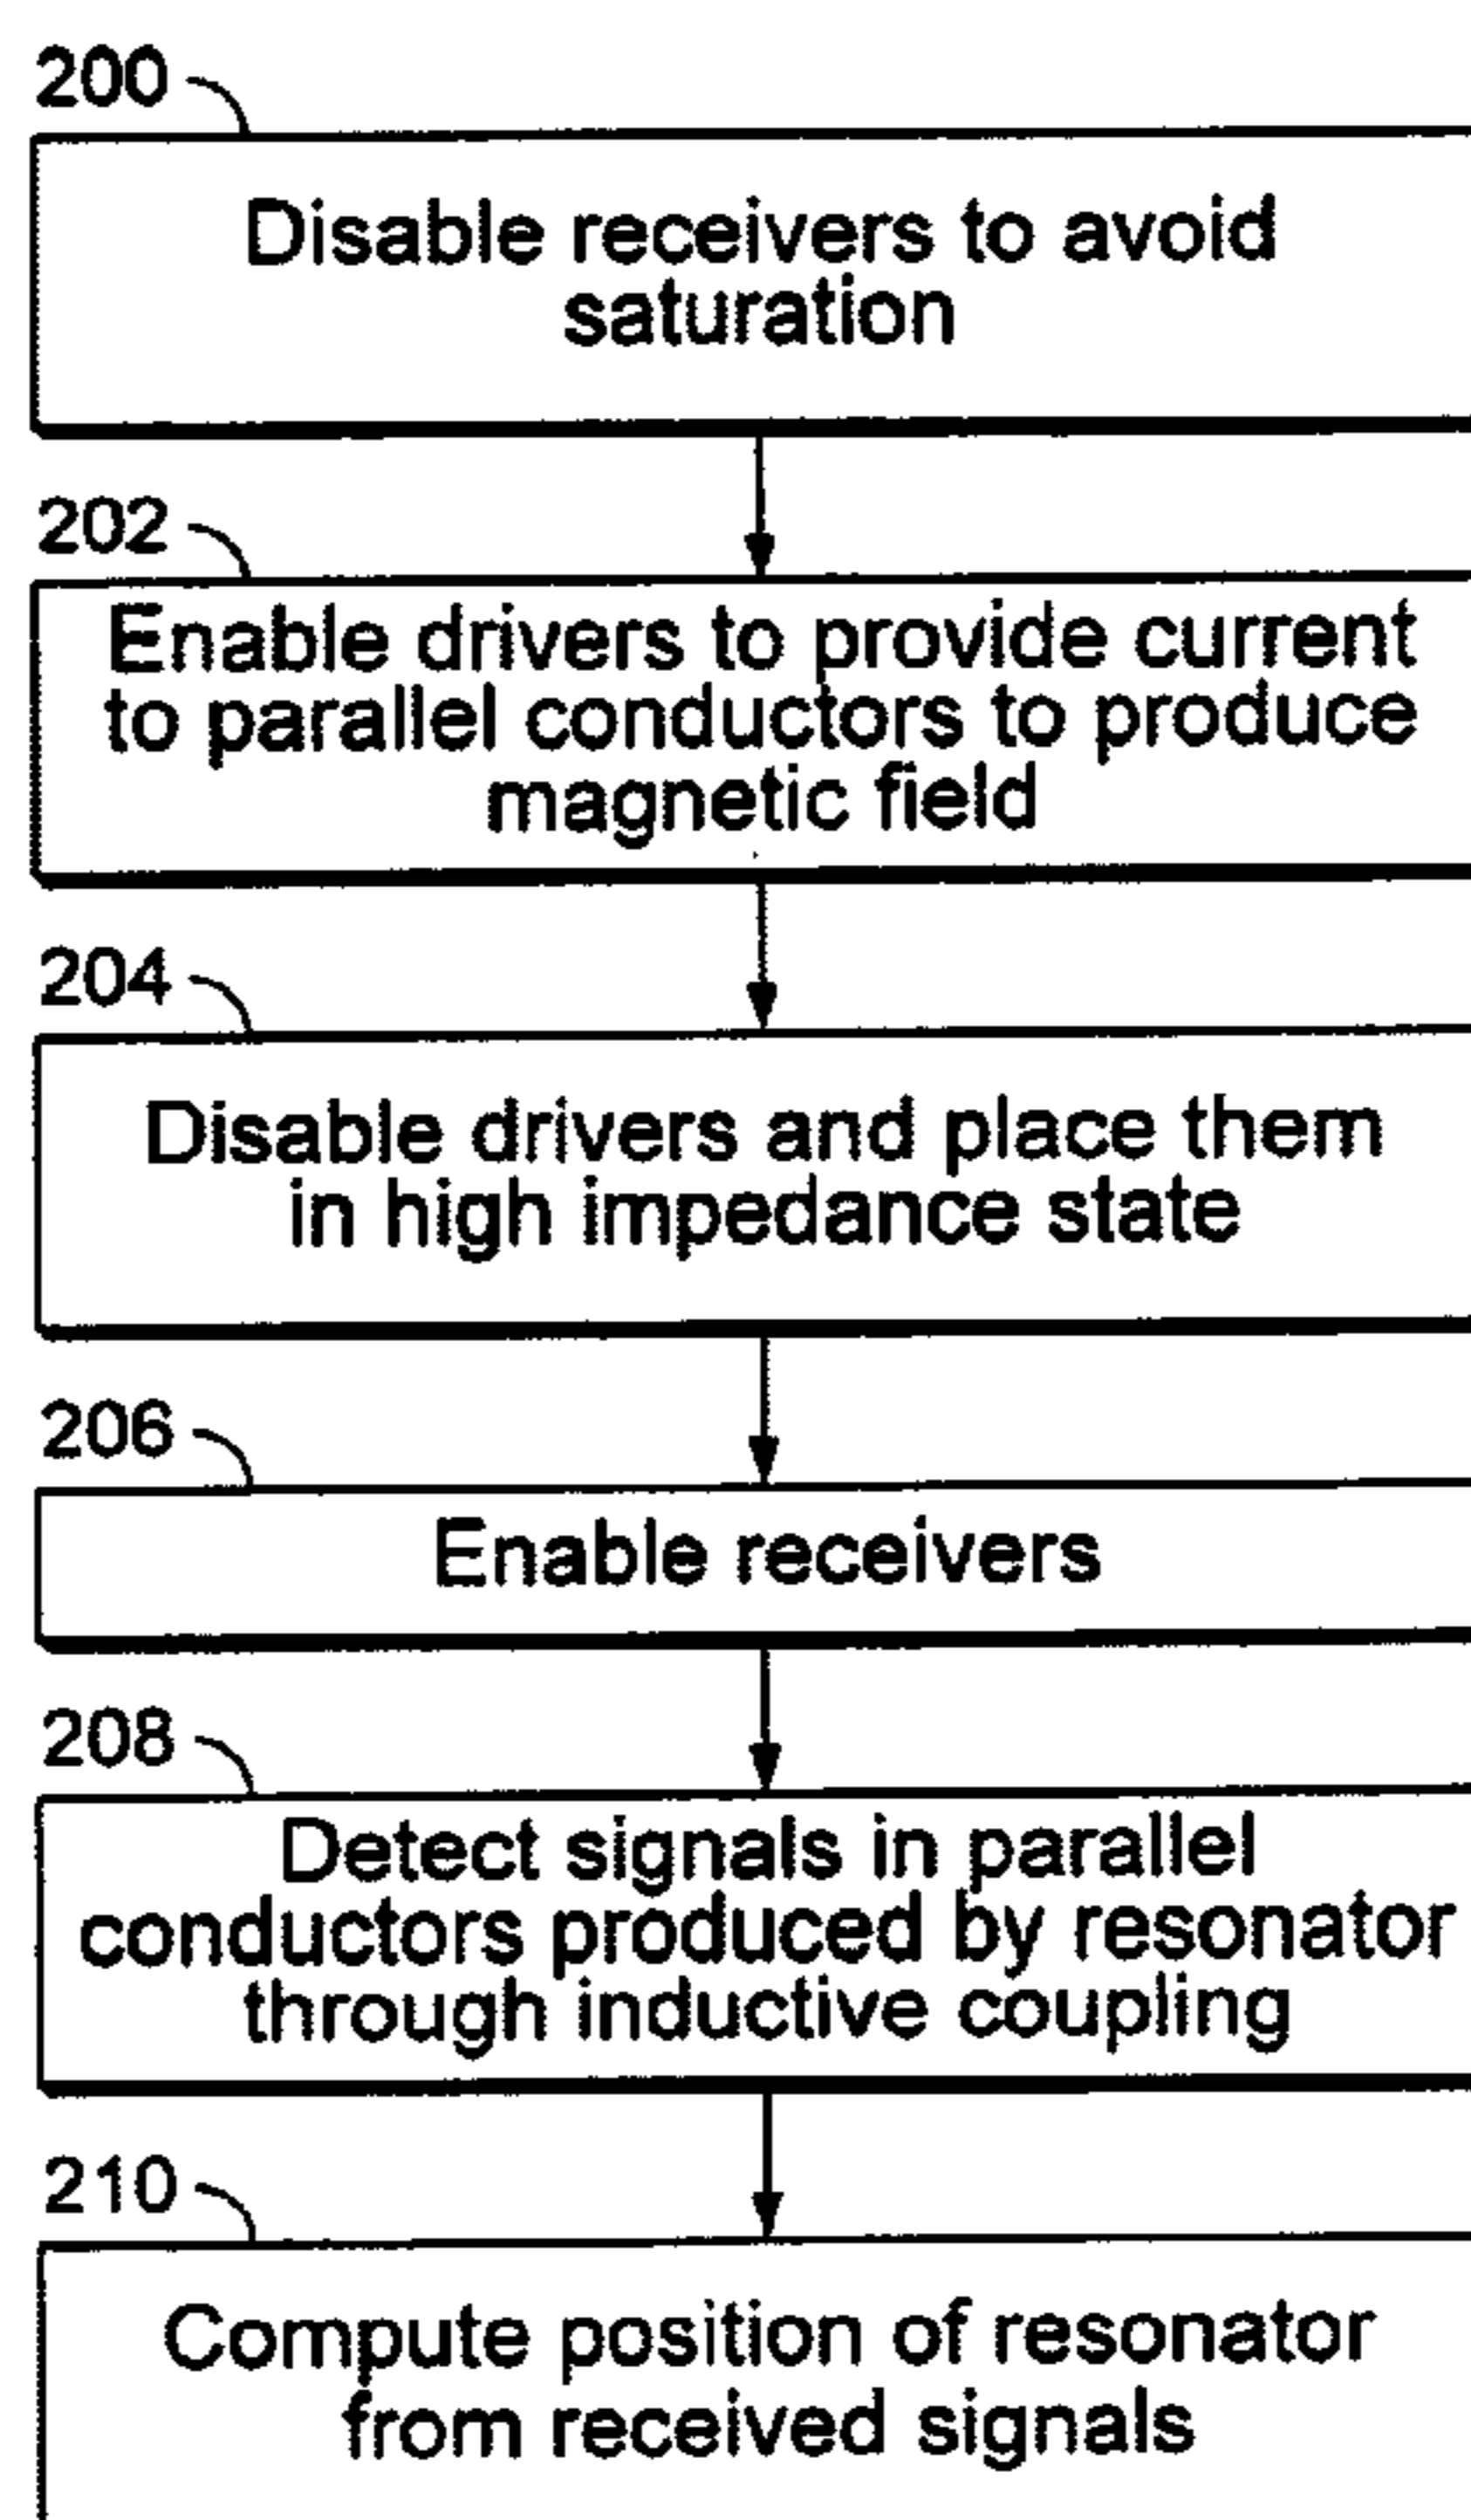 200
Disable receivers to avoid
saturation
202
Enable drivers to provide current
to parallel conductors to produce
magnetic field
204
Disable drivers and place them
in high impedance state
206
Enable receivers
208
Detect signals in parallel
conductors produced by resonator
through inductive coupling
210
Compute position of resonator
from received signals